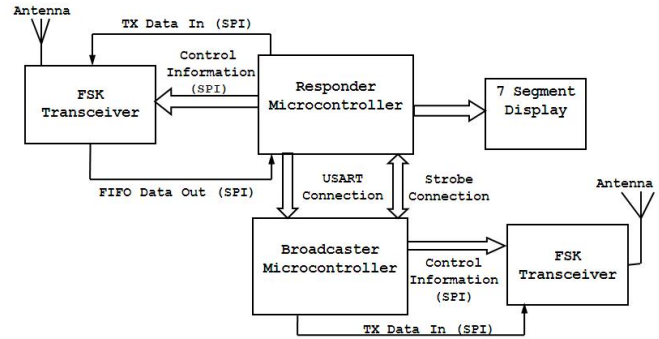 Antenna
TX Data In (SPI)
Control
Information
(SPI)
FSK
Transceiver
Responder
Microcontroller
7 Segment
Display
FIFO Data Out (SPI)
USART
Connection
Strobe
Connection
Antenna
Broadcaster
Microcontroller
Control
Information
(SPI)
FSK
Transceiver
TX Data In (SPI)